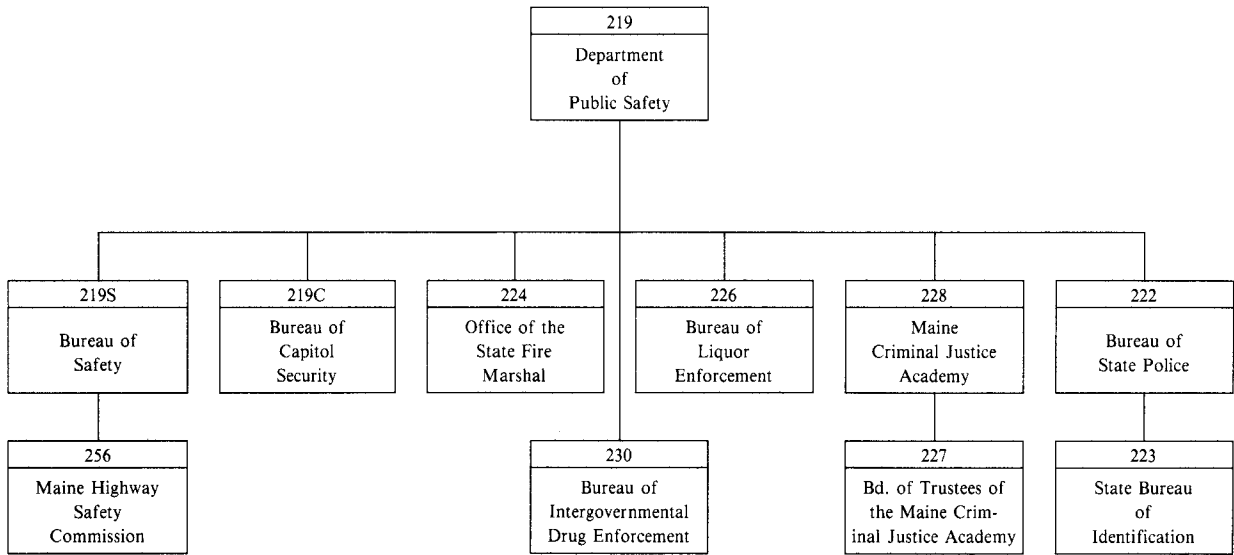 219
Department
of
Public Safety
219S
Bureau of
Safety
219C
Bureau of
Capitol
Security
224
Office of the
State Fire
Marshal
226
Bureau of
Liquor
Enforcement
228
Maine
Criminal Justice
Academy
222
Bureau of
State Police
256
Maine Highway
Safety
Commission
230
Bureau of
Intergovernmental
Drug Enforcement
227
Bd. of Trustees of
the Maine Crim-
inal Justice Academy
223
State Bureau
of
Identification